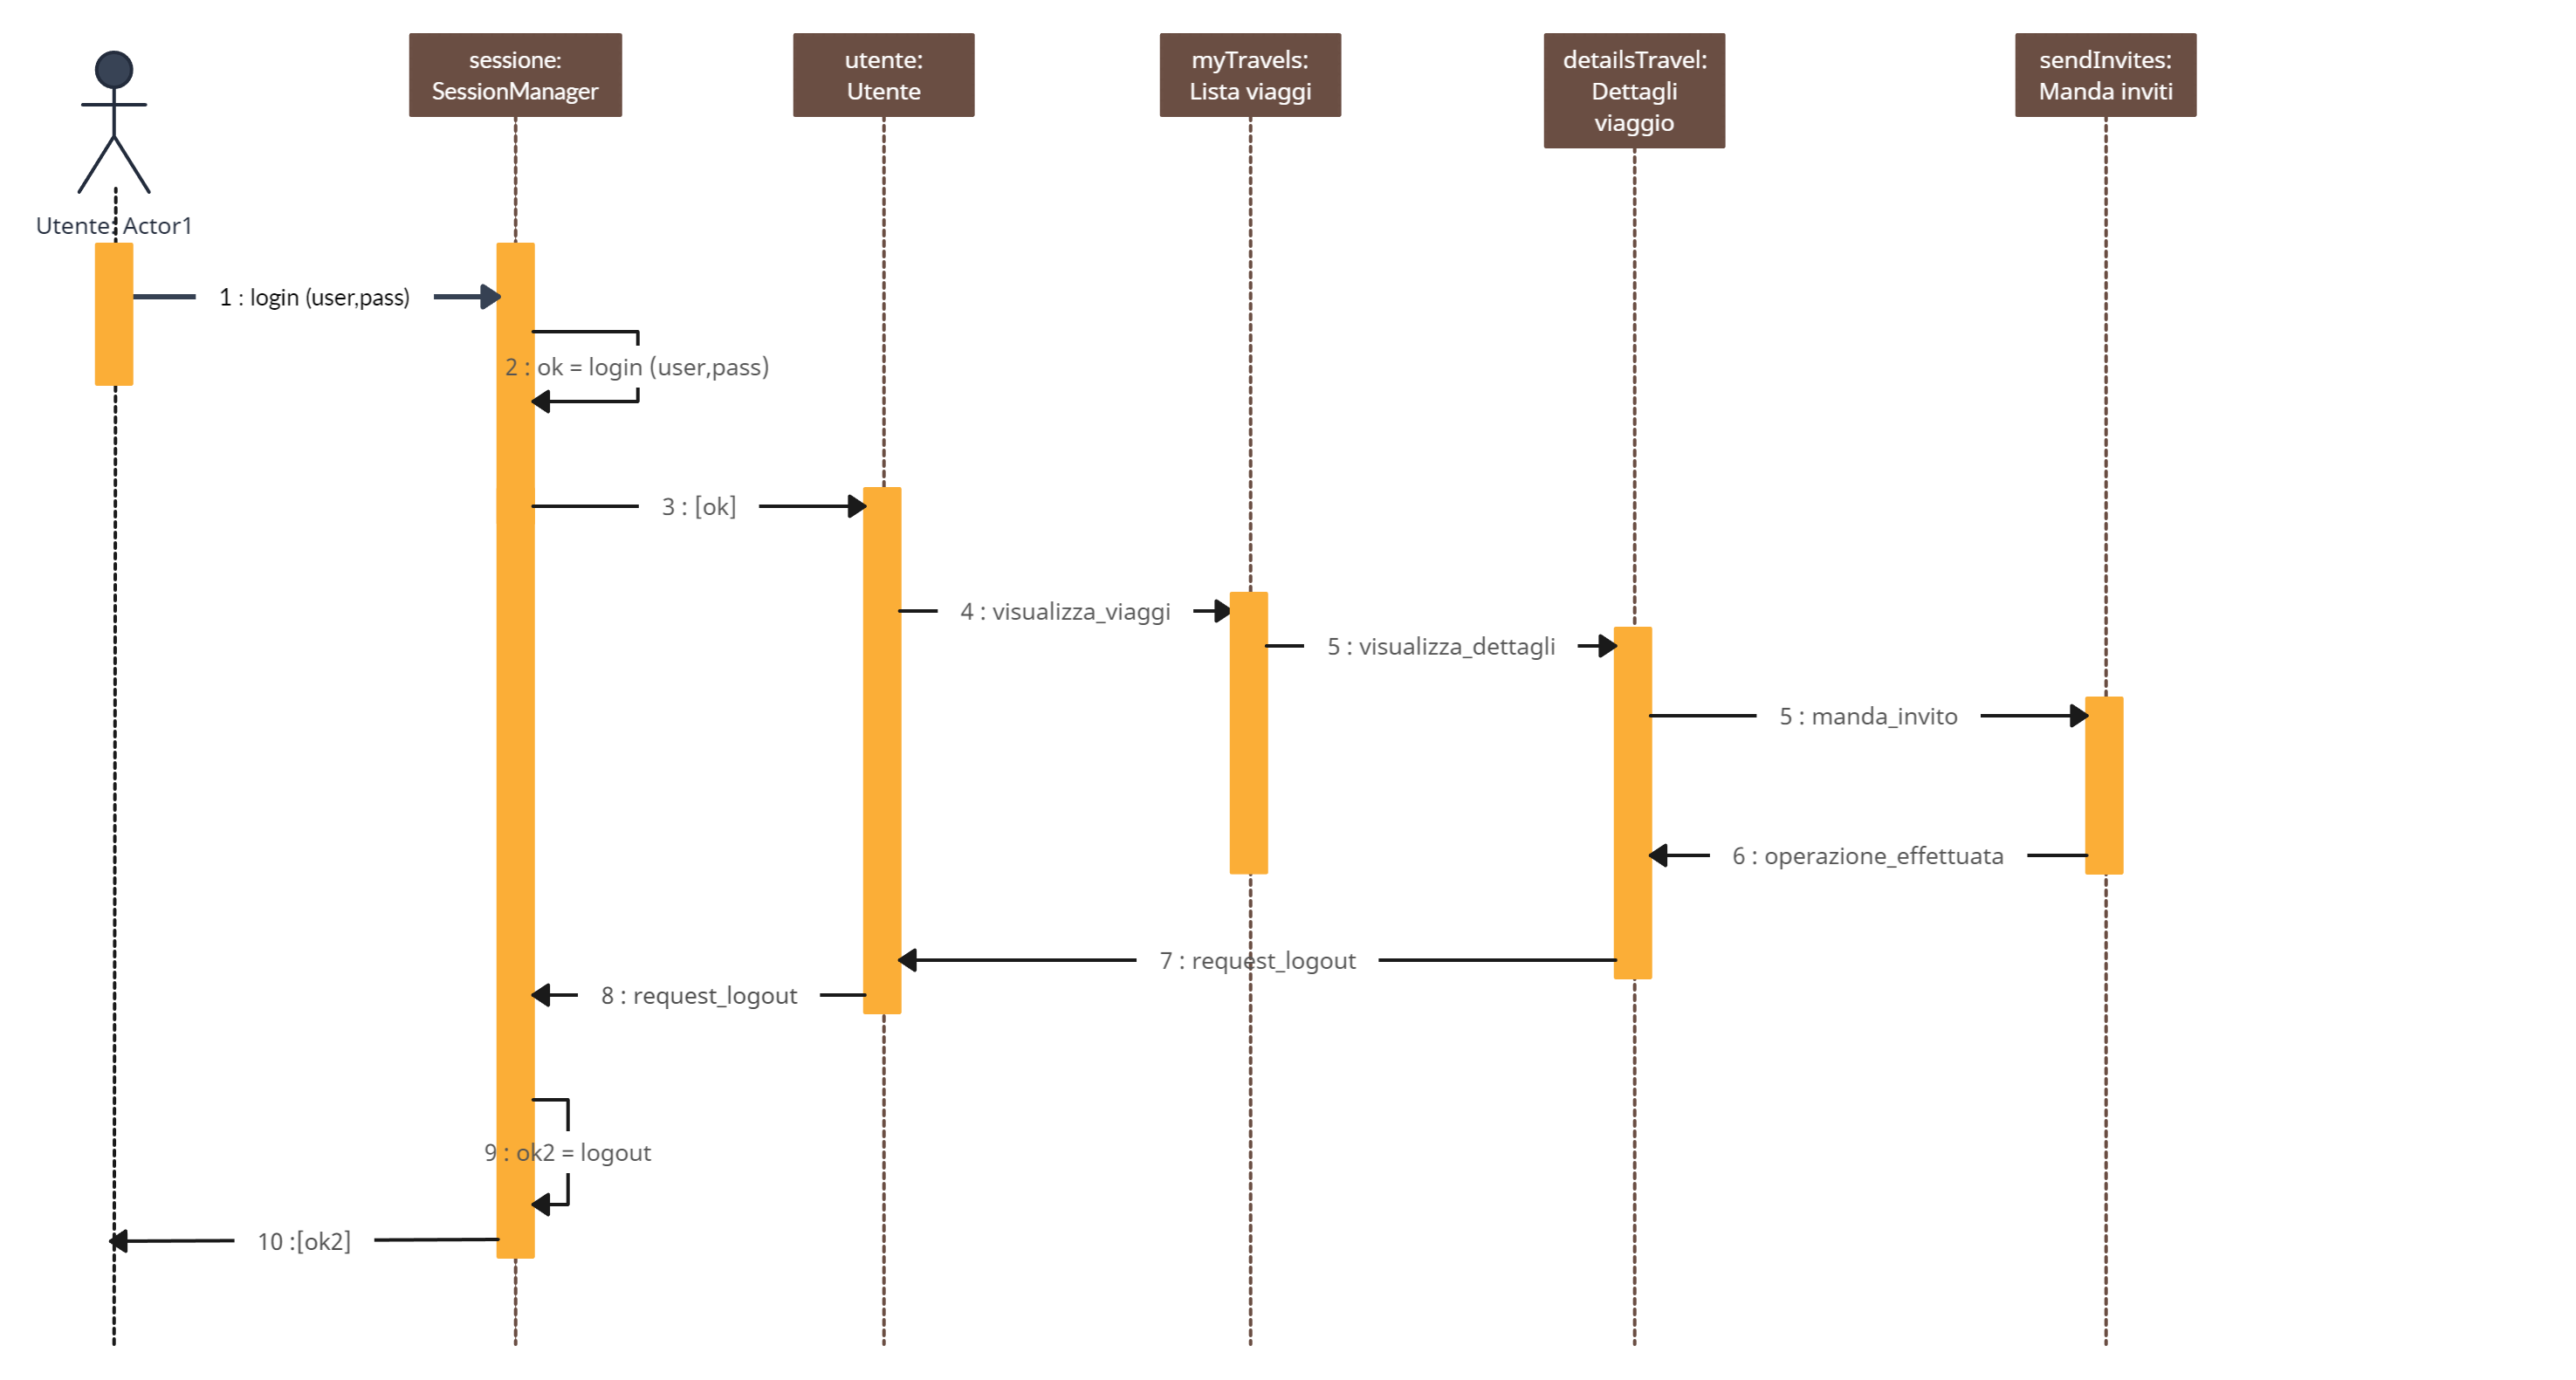 sessione:
SessionManager
utente:
Utente
myTravels:
Lista viaggi
detailsTravel:
Dettagli
viaggio
sendInvites:
Manda inviti
Utente: Actor1
1 : login (user,pass)
2 : ok = login (user,pass)
3 : [ok]
4 : visualizza_viaggi
5 : visualizza_dettagli
5 : manda_invito
6 : operazione_effettuata
7 : request_logout
8 : request_logout
9 : ok2 = logout
10 :[ok2]